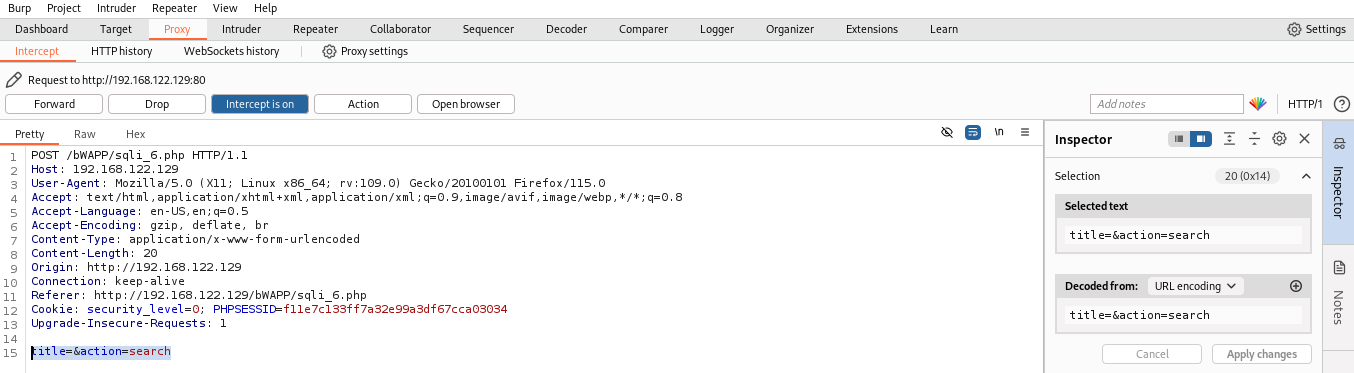 Burp Project Intruder Repeater View Help
Dashboard Target Proxy Intruder Repeater Collaborator Sequencer Decoder Comparer Logger Organizer Extensions Learn Settings
Intercept HTTP history WebSockets history Proxy settings
Request to http://192.168.122.129:80
Forward Drop Intercept is on Action Open browser Add notes HTTP/1 ?
Pretty Raw Hex \n
1 POST /bWAPP/sqli_6.php HTTP/1.1
2 Host: 192.168.122.129
3 User-Agent: Mozilla/5.0 (X11; Linux x86_64; rv:109.0) Gecko/20100101 Firefox/115.0
4 Accept: text/html,application/xhtml+xml,application/xml;q=0.9,image/avif,image/webp,*/*;q=0.8
5 Accept-Language: en-US,en;q=0.5
6 Accept-Encoding: gzip, deflate, br
7 Content-Type: application/x-www-form-urlencoded
8 Content-Length: 20
9 Origin: http://192.168.122.129
10 Connection: keep-alive
11 Referer: http://192.168.122.129/bWAPP/sqli_6.php
12 Cookie: security_level=0; PHPSESSID=f11e7c133ff7a32e99a3df67cca03034
13 Upgrade-Insecure-Requests: 1
14
15 title=&action=search
Inspector
Selection 20 (0x14)
Selected text
title=&action=search
Decoded from: URL encoding
title=&action=search
Cancel Apply changes
Inspector
Notes